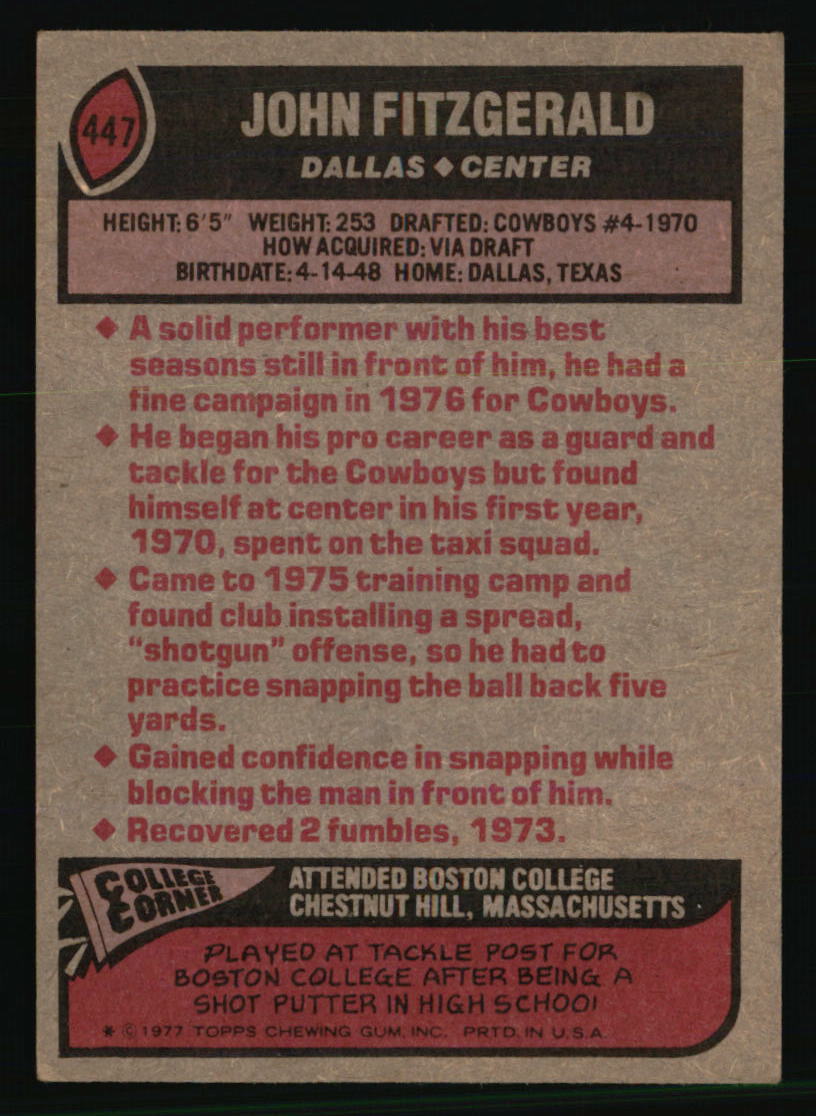 447
JOHN FITZGERALD
DALLAS ◆ CENTER
HEIGHT: 6'5" WEIGHT: 253 DRAFTED: COWBOYS #4-1970
HOW ACQUIRED: VIA DRAFT
BIRTHDATE: 4-14-48 HOME: DALLAS, TEXAS
◆ A solid performer with his best
seasons still in front of him, he had a
fine campaign in 1976 for Cowboys.
◆ He began his pro career as a guard and
tackle for the Cowboys but found
himself at center in his first year,
1970, spent on the taxi squad.
◆ Came to 1975 training camp and
found club installing a spread,
"shotgun" offense, so he had to
practice snapping the ball back five
yards.
◆ Gained confidence in snapping while
blocking the man in front of him.
◆ Recovered 2 fumbles, 1973.
COLLEGE
CORNER
ATTENDED BOSTON COLLEGE
CHESTNUT HILL, MASSACHUSETTS
PLAYED AT TACKLE POST FOR
BOSTON COLLEGE AFTER BEING A
SHOT PUTTER IN HIGH SCHOOL
* © 1977 TOPPS CHEWING GUM, INC. PRTD. IN U.S.A.